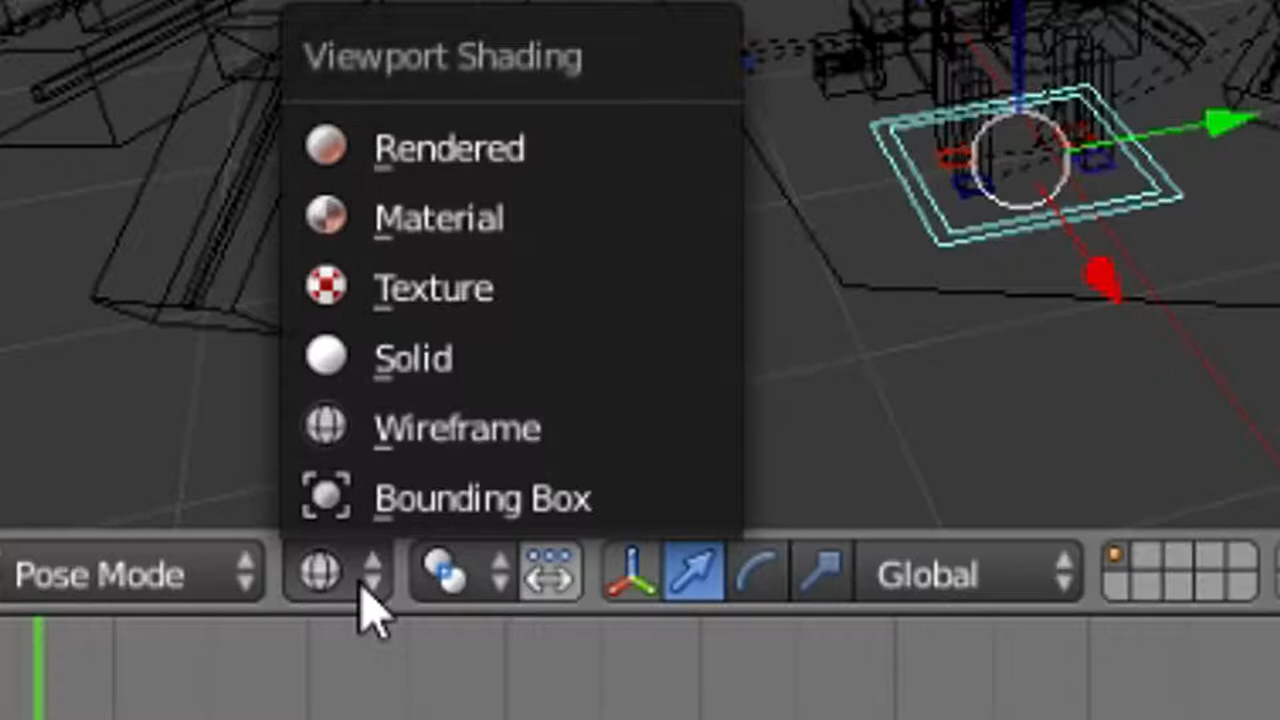 Viewport Shading
Rendered
Material
Texture
Solid
Wireframe
Bounding Box
Pose Mode
Global